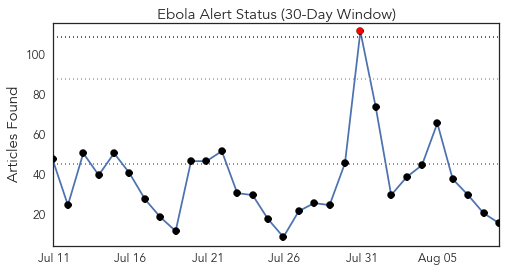 Ebola Alert Status (30-Day Window)
Articles Found
100
80
60
40
20
Jul 11 Jul 16 Jul 21 Jul 26 Jul 31 Aug 05